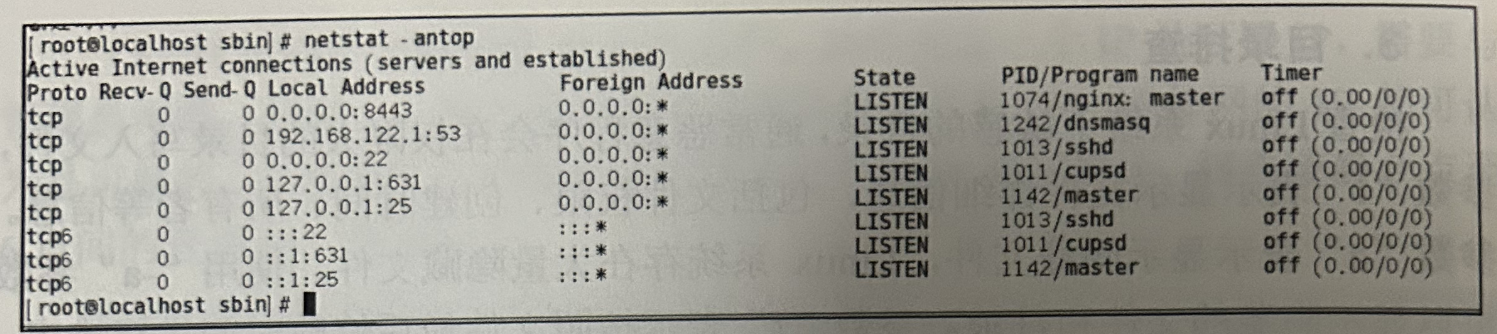 [root@localhost sbin]# netstat -antop
Active Internet connections (servers and established)
Proto Recv-Q Send-Q Local Address Foreign Address State PID/Program name Timer
tcp 0 0 0.0.0.0:8443 0.0.0.0:* LISTEN 1074/nginx: master off (0.00/0/0)
tcp 0 0 192.168.122.1:53 0.0.0.0:* LISTEN 1242/dnsmasq off (0.00/0/0)
tcp 0 0 0.0.0.0:22 0.0.0.0:* LISTEN 1013/sshd off (0.00/0/0)
tcp 0 0 127.0.0.1:631 0.0.0.0:* LISTEN 1011/cupsd off (0.00/0/0)
tcp 0 0 127.0.0.1:25 0.0.0.0:* LISTEN 1142/master off (0.00/0/0)
tcp6 0 0 :::22 :::* LISTEN 1013/sshd off (0.00/0/0)
tcp6 0 0 ::1:631 :::* LISTEN 1011/cupsd off (0.00/0/0)
tcp6 0 0 ::1:25 :::* LISTEN 1142/master off (0.00/0/0)
[root@localhost sbin]#